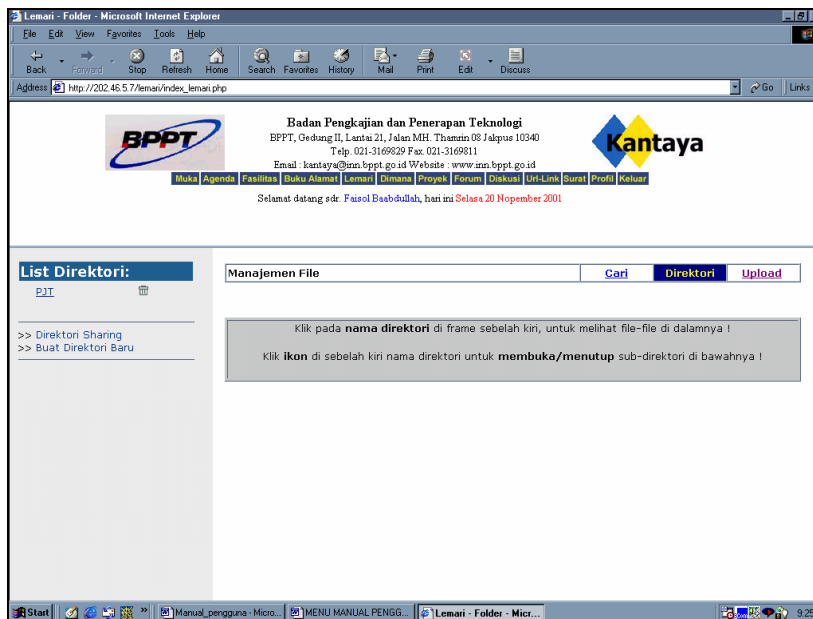 Lemari - Folder - Microsoft Internet Explorer
File Edit View Favorites Tools Help
Back Forward Stop Refresh Home Search Favorites History Mail Print Edit Discuss
Address http://202.46.5.7/lemari/index_lemari.php Go Links
Badan Pengkajian dan Penerapan Teknologi
BPPT, Gedung II, Lantai 21, Jalan MH. Thamrin 08 Jakpus 10340
Telp. 021-3169829 Fax. 021-3169811
Email : kantaya@inn.bppt.go.id Website : www.inn.bppt.go.id
BPPT
Kantaya
Muka Agenda Fasilitas Buku Alamat Lemari Dimana Proyek Forum Diskusi Url-Link Surat Profil Keluar
Selamat datang sdr. Faisol Baabdullah, hari ini Selasa 20 Nopember 2001
List Direktori:
PJT
>> Direktori Sharing
>> Buat Direktori Baru
Manajemen File Cari Direktori Upload
Klik pada nama direktori di frame sebelah kiri, untuk melihat file-file di dalamnya !
Klik ikon di sebelah kiri nama direktori untuk membuka/menutup sub-direktori di bawahnya !
Start » Manual_pengguna - Micro... MENU MANUAL PENGG... Lemari - Folder - Micr... 9:25